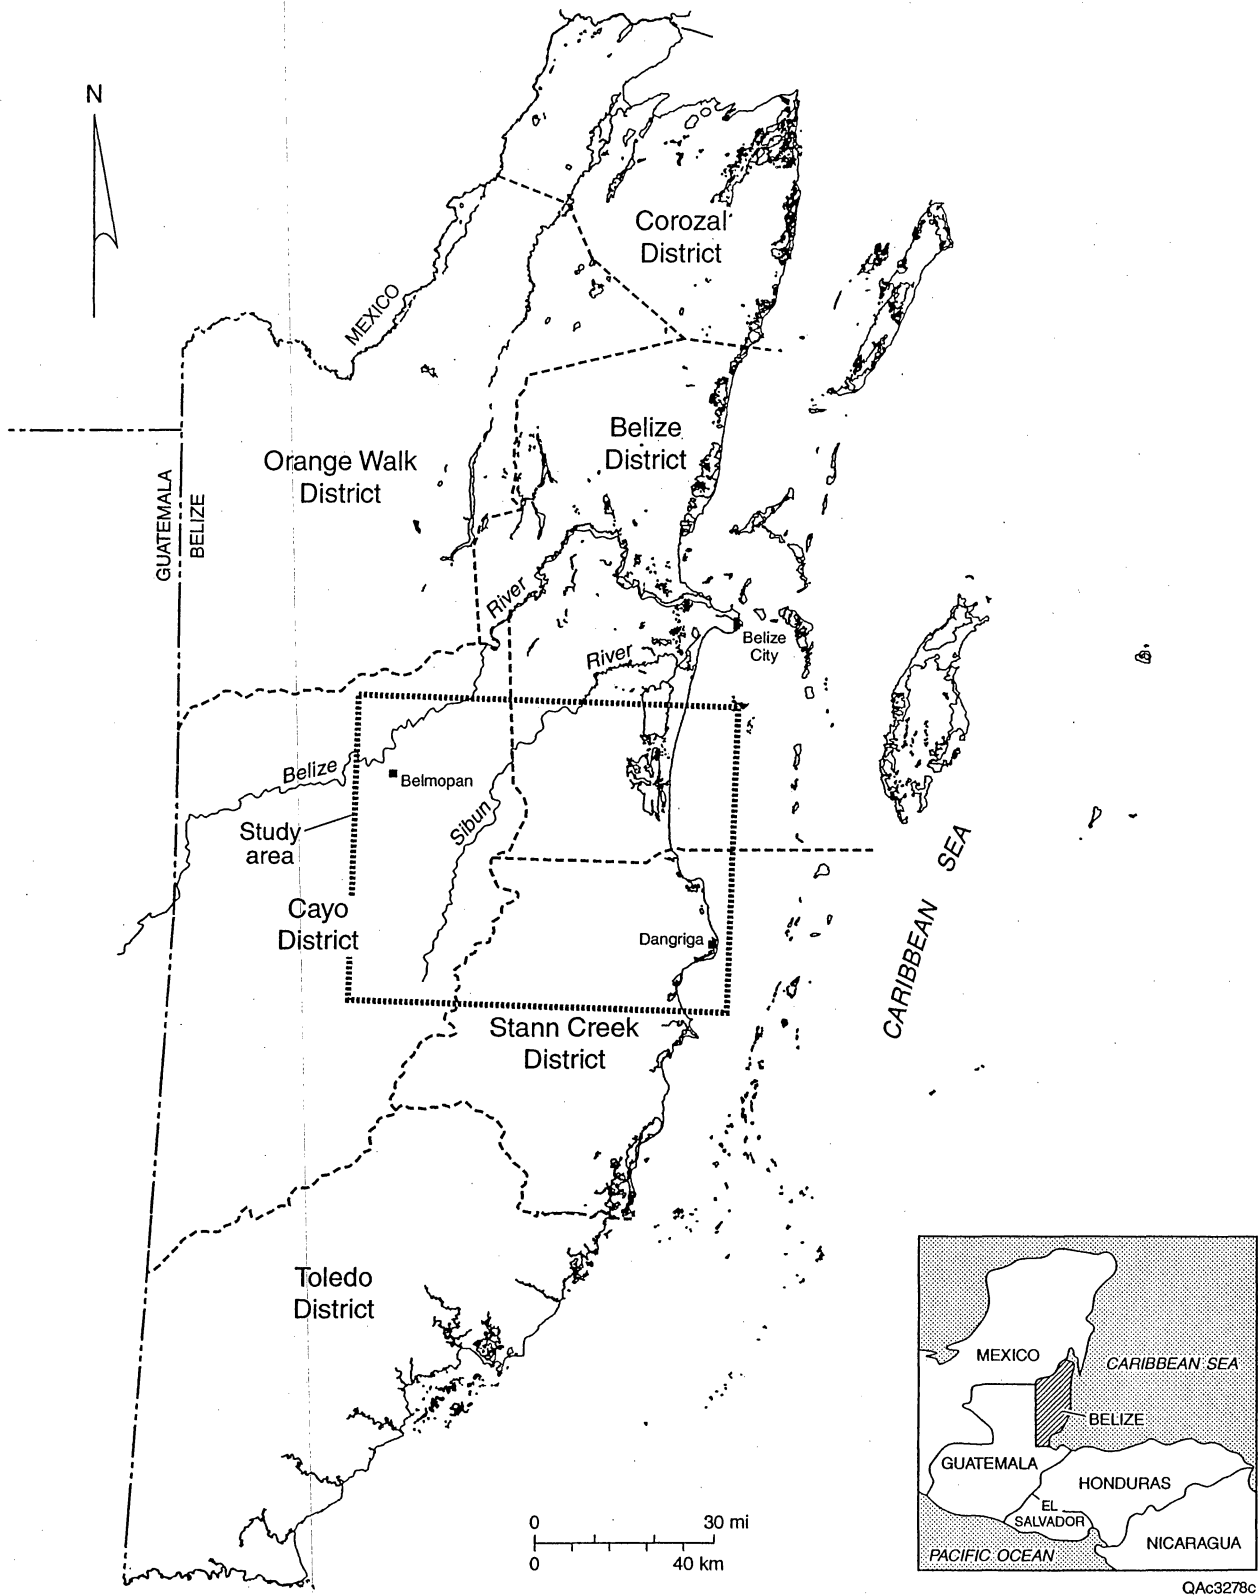 N
Corozal
District
MEXICO
Orange Walk
District
Belize
District
GUATEMALA
BELIZE
River
Belize
City
River
Belize
Belmopan
Sibun
Study
area
Cayo
District
Dangriga
CARIBBEAN SEA
Stann Creek
District
Toledo
District
MEXICO
CARIBBEAN SEA
BELIZE
GUATEMALA
HONDURAS
EL
SALVADOR
NICARAGUA
PACIFIC OCEAN
0 30 mi
0 40 km
QAc3278c